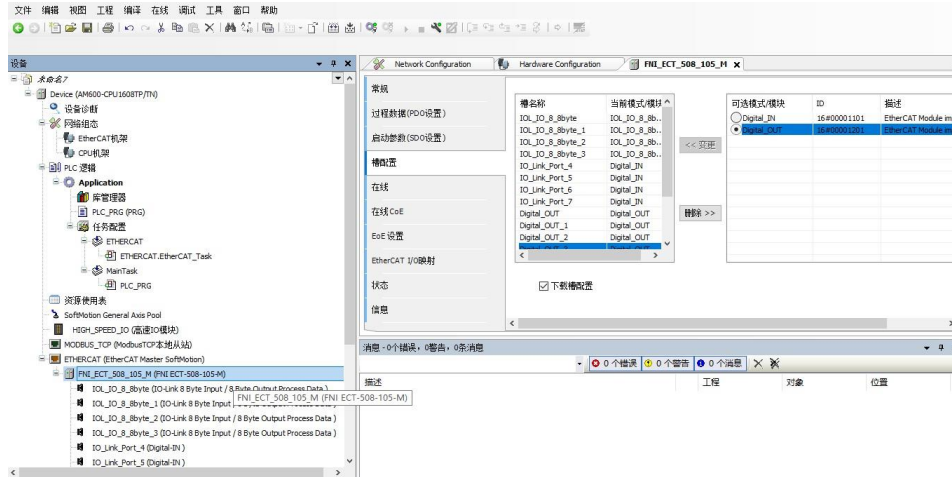 文件 编辑 视图 工程 编译 在线 调试 工具 窗口 帮助
设备
未命名7
Device (AM600-CPU1608TP/TN)
设备诊断
网络组态
EtherCAT机架
CPU机架
PLC 逻辑
Application
库管理器
PLC_PRG (PRG)
任务配置
ETHERCAT
ETHERCAT.EtherCAT_Task
MainTask
PLC_PRG
资源使用表
SoftMotion General Axis Pool
HIGH_SPEED_IO (高速IO模块)
MODBUS_TCP (ModbusTCP本地从站)
ETHERCAT (EtherCAT Master SoftMotion)
FNI_ECT_508_105_M (FNI ECT-508-105-M)
IOL_IO_8_8byte (IO-Link 8 Byte Input / 8 Byte Output Process Data )
IOL_IO_8_8byte_1 (IO-Link 8 Byte Input
FNI_ECT_508_105_M (FNI ECT-508-105-M)
IOL_IO_8_8byte_2 (IO-Link 8 Byte Input / 8 Byte Output Process Data )
IOL_IO_8_8byte_3 (IO-Link 8 Byte Input / 8 Byte Output Process Data )
IO_Link_Port_4 (Digital-IN )
IO_Link_Port_5 (Digital-IN )
Network Configuration Hardware Configuration FNI_ECT_508_105_M
常规
过程数据(PDO设置)
启动参数(SDO设置)
槽配置
在线
在线CoE
EoE 设置
EtherCAT I/O映射
状态
信息
槽名称 当前模式/模块
IOL_IO_8_8byte IOL_IO_8_8b..
IOL_IO_8_8byte_1 IOL_IO_8_8b..
IOL_IO_8_8byte_2 IOL_IO_8_8b..
IOL_IO_8_8byte_3 IOL_IO_8_8b..
IO_Link_Port_4 Digital_IN
IO_Link_Port_5 Digital_IN
IO_Link_Port_6 Digital_IN
IO_Link_Port_7 Digital_IN
Digital_OUT Digital_OUT
Digital_OUT_1 Digital_OUT
Digital_OUT_2 Digital_OUT
<< 变更
删除 >>
可选模式/模块 ID 描述
Digital_IN 16#00001101 EtherCAT Module im
Digital_OUT 16#00001201 EtherCAT Module im
下载槽配置
消息 -0个错误，0警告，0条消息
0 个错误 0 个警告 0 个消息
描述 工程 对象 位置